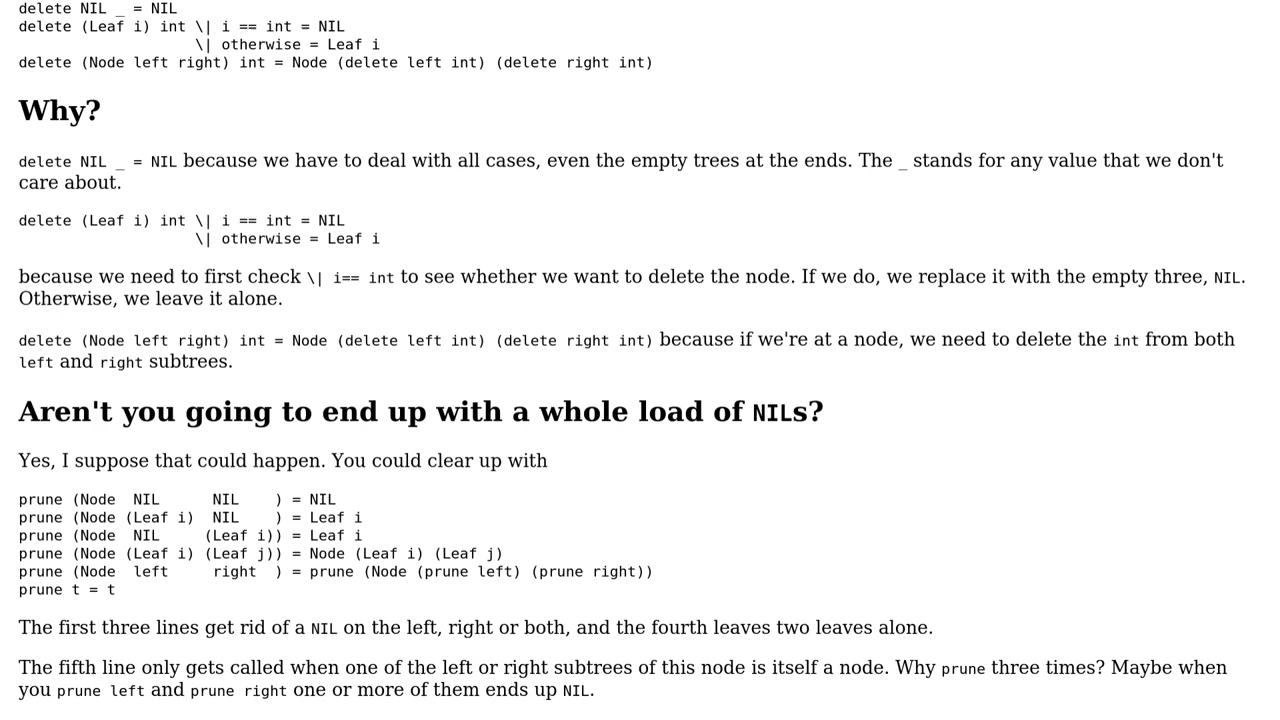 delete NIL _ = NIL
delete (Leaf i) int \| i == int = NIL
                    \| otherwise = Leaf i
delete (Node left right) int = Node (delete left int) (delete right int)
Why?
delete NIL _ = NIL because we have to deal with all cases, even the empty trees at the ends. The _ stands for any value that we don't
care about.
delete (Leaf i) int \| i == int = NIL
                    \| otherwise = Leaf i
because we need to first check \| i== int to see whether we want to delete the node. If we do, we replace it with the empty three, NIL.
Otherwise, we leave it alone.
delete (Node left right) int = Node (delete left int) (delete right int) because if we're at a node, we need to delete the int from both
left and right subtrees.
Aren't you going to end up with a whole load of NILs?
Yes, I suppose that could happen. You could clear up with
prune (Node  NIL      NIL    ) = NIL
prune (Node (Leaf i)  NIL    ) = Leaf i
prune (Node  NIL     (Leaf i)) = Leaf i
prune (Node (Leaf i) (Leaf j)) = Node (Leaf i) (Leaf j)
prune (Node  left     right  ) = prune (Node (prune left) (prune right))
prune t = t
The first three lines get rid of a NIL on the left, right or both, and the fourth leaves two leaves alone.
The fifth line only gets called when one of the left or right subtrees of this node is itself a node. Why prune three times? Maybe when
you prune left and prune right one or more of them ends up NIL.